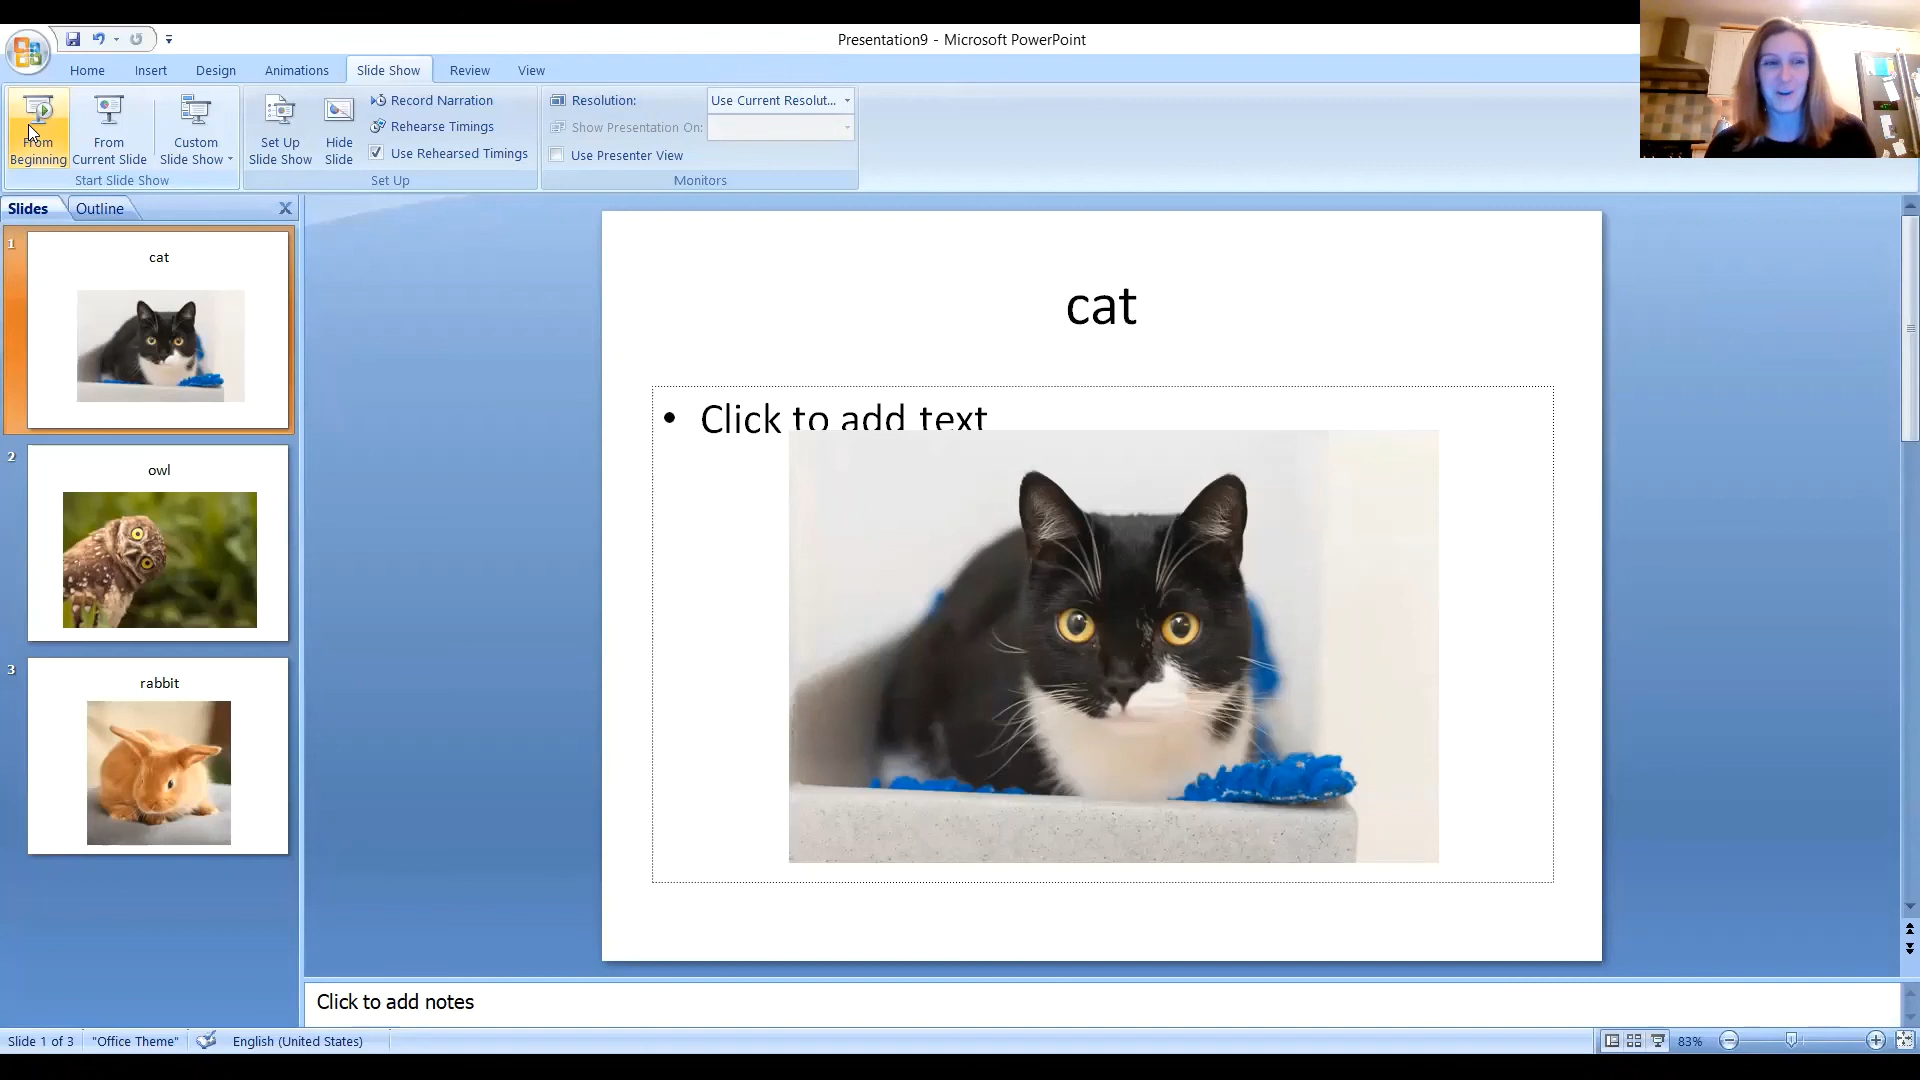 Presentation9 - Microsoft PowerPoint
Home Insert Design Animations Slide Show Review View
From Beginning
From Current Slide
Custom Slide Show
Start Slide Show
Set Up Slide Show
Hide Slide
Record Narration
Rehearse Timings
Use Rehearsed Timings
Set Up
Resolution: Use Current Resolut...
Show Presentation On:
Use Presenter View
Monitors
Slides Outline
1
cat
2
owl
3
rabbit
cat
• Click to add text
Click to add notes
Slide 1 of 3 "Office Theme" English (United States) 83%